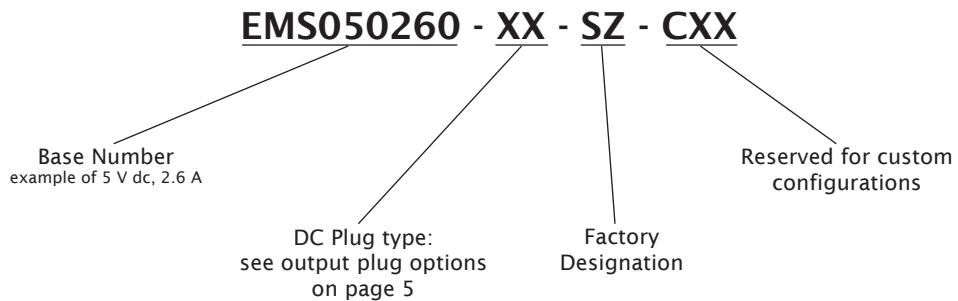 EMS050260 - XX - SZ - CXX
Base Number
example of 5 V dc, 2.6 A
DC Plug type:
see output plug options
on page 5
Factory
Designation
Reserved for custom
configurations